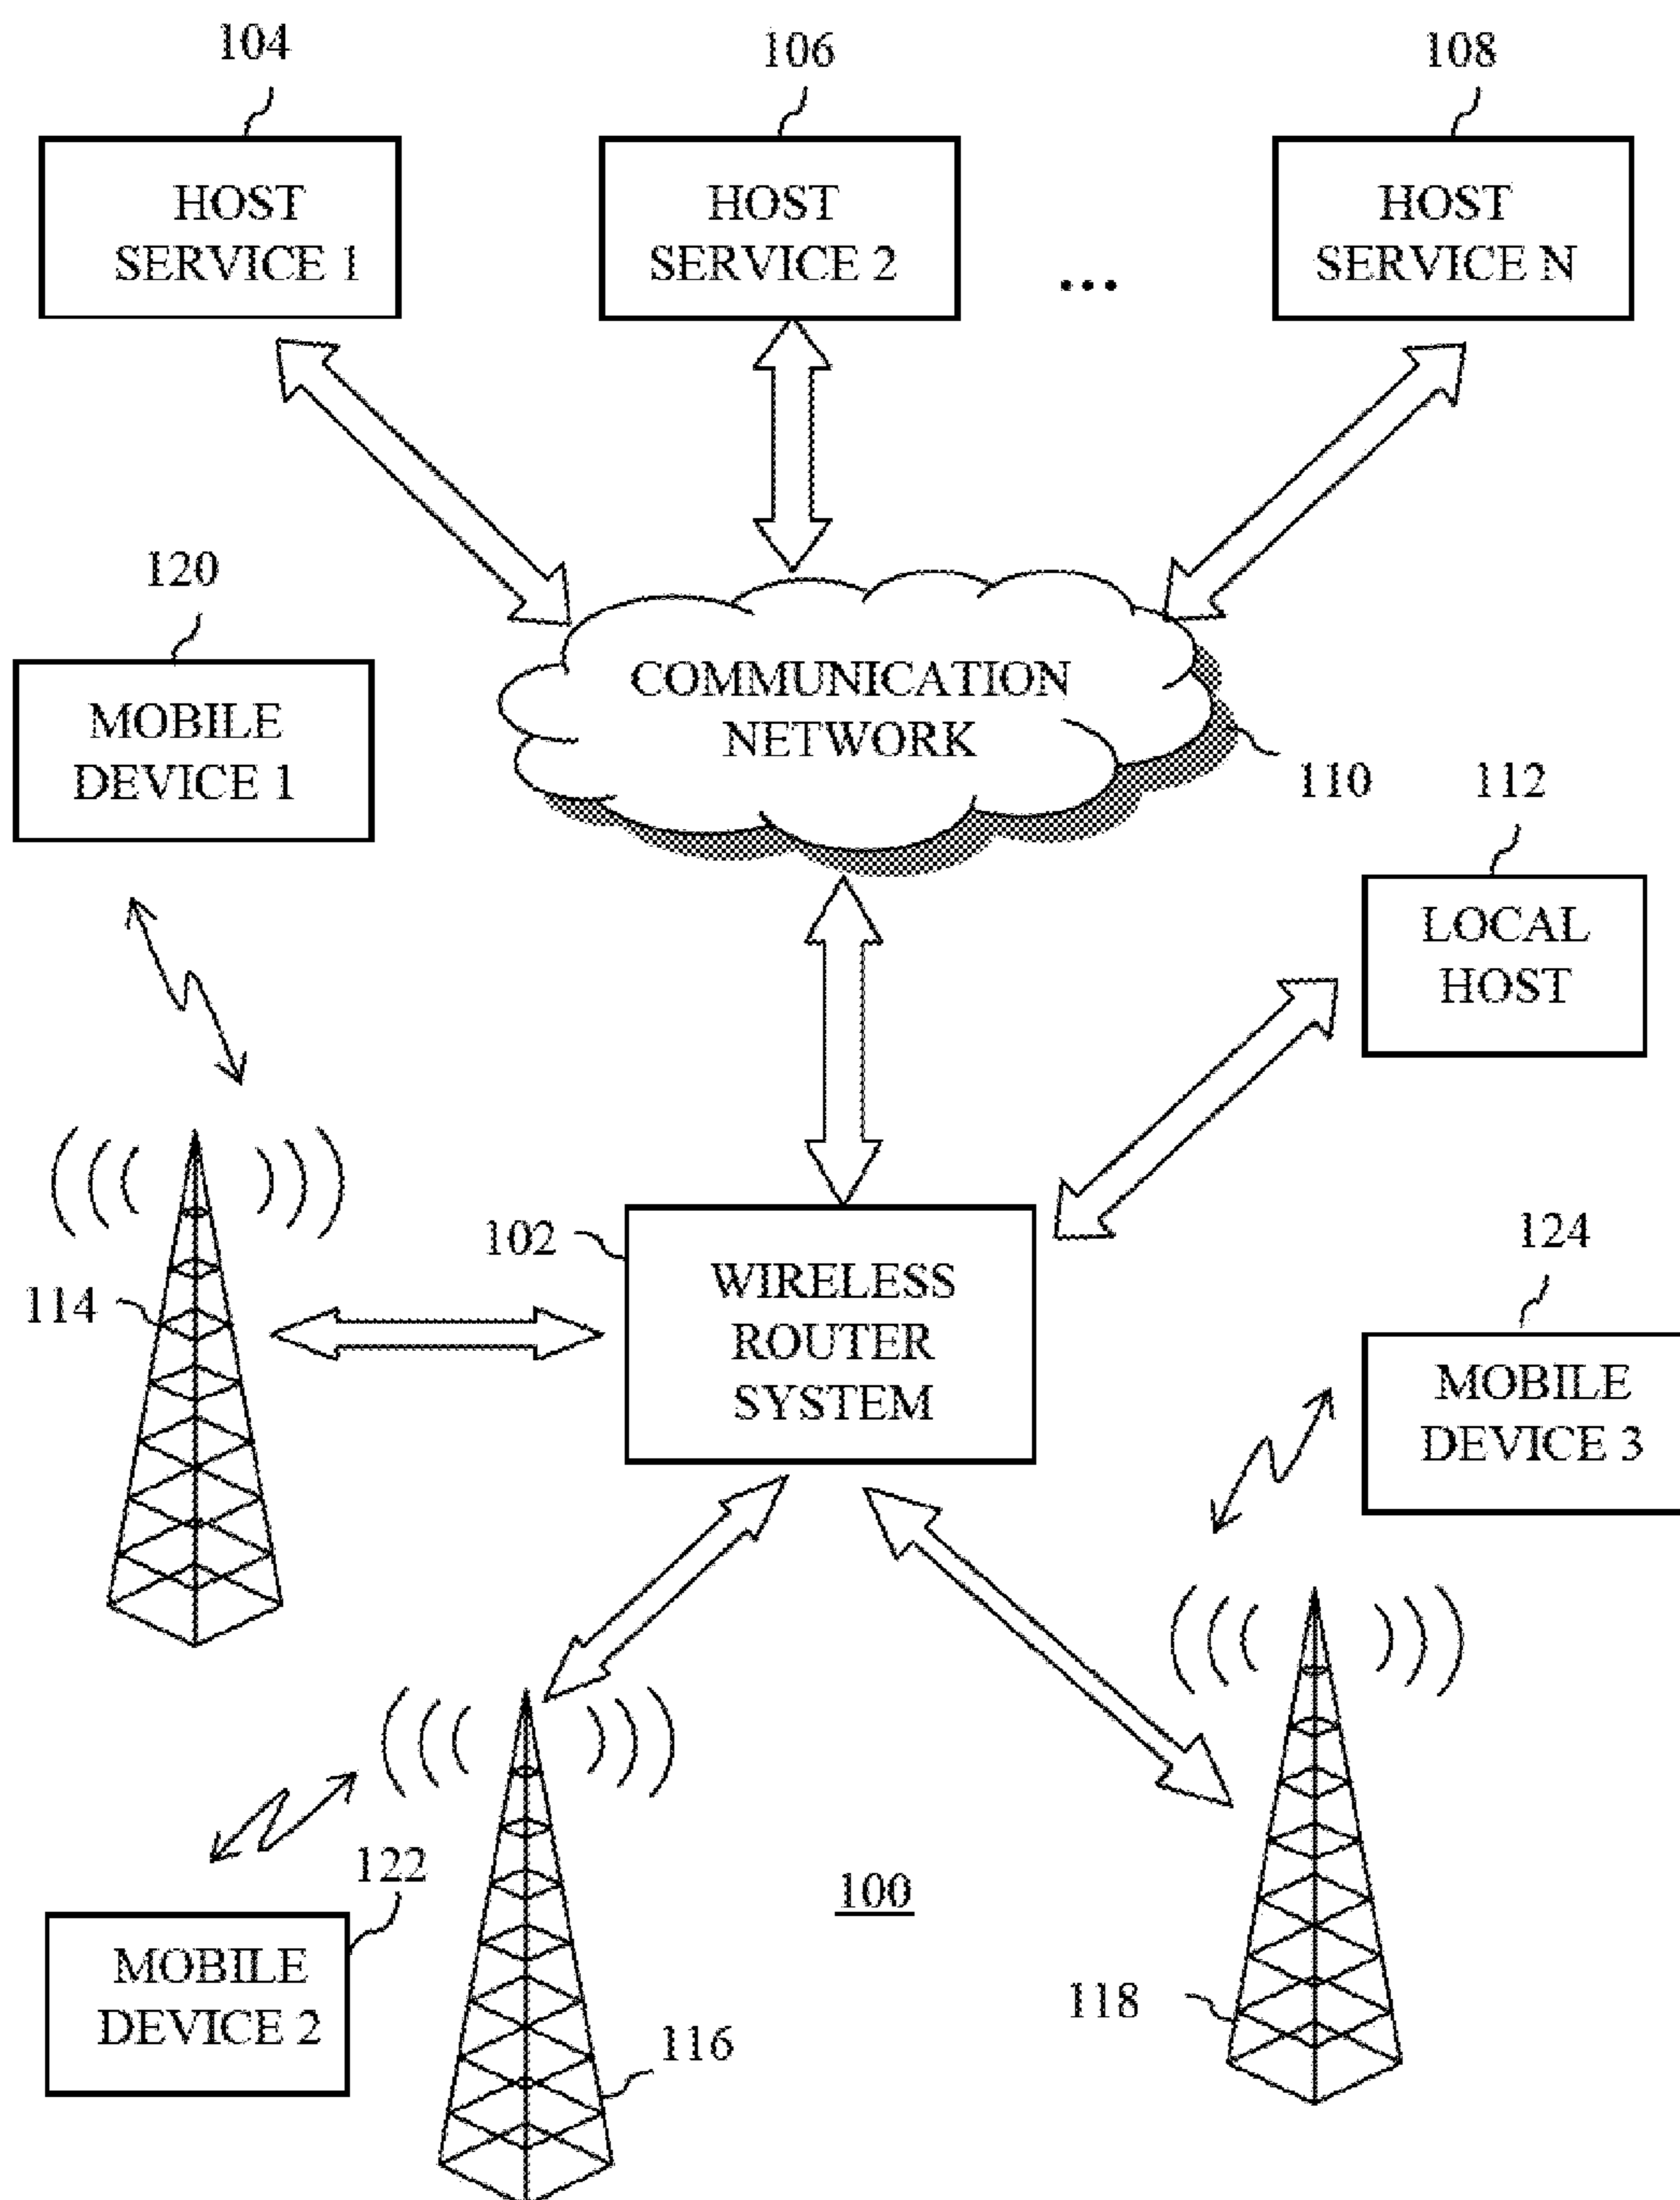 104
106
108
HOST
SERVICE 1
HOST
SERVICE 2
...
HOST
SERVICE N
120
MOBILE
DEVICE 1
COMMUNICATION
NETWORK
110
112
LOCAL
HOST
102
WIRELESS
ROUTER
SYSTEM
114
124
MOBILE
DEVICE 3
122
MOBILE
DEVICE 2
100
116
118